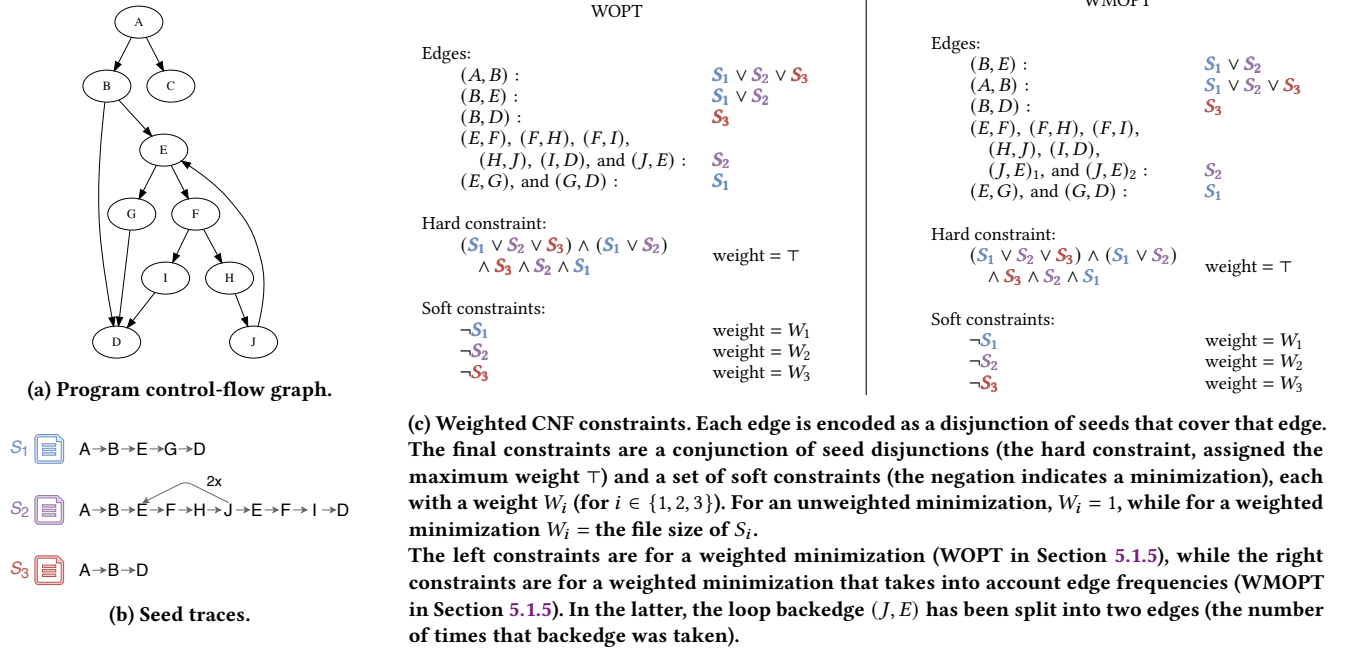 A
B
C
E
G
F
I
H
D
J
(a) Program control-flow graph.
S1 A→B→E→G→D
2x
S2 A→B→E→F→H→J→E→F→I→D
S3 A→B→D
(b) Seed traces.
WOPT
Edges:
(A, B) : S1 ∨ S2 ∨ S3
(B, E) : S1 ∨ S2
(B, D) : S3
(E, F), (F, H), (F, I),
(H, J), (I, D), and (J, E) : S2
(E, G), and (G, D) : S1
Hard constraint:
(S1 ∨ S2 ∨ S3) ∧ (S1 ∨ S2)
∧ S3 ∧ S2 ∧ S1 weight = ⊤
Soft constraints:
¬S1 weight = W1
¬S2 weight = W2
¬S3 weight = W3
WMOPT
Edges:
(B, E) : S1 ∨ S2
(A, B) : S1 ∨ S2 ∨ S3
(B, D) : S3
(E, F), (F, H), (F, I),
(H, J), (I, D),
(J, E)1, and (J, E)2 : S2
(E, G), and (G, D) : S1
Hard constraint:
(S1 ∨ S2 ∨ S3) ∧ (S1 ∨ S2)
∧ S3 ∧ S2 ∧ S1 weight = ⊤
Soft constraints:
¬S1 weight = W1
¬S2 weight = W2
¬S3 weight = W3
(c) Weighted CNF constraints. Each edge is encoded as a disjunction of seeds that cover that edge.
The final constraints are a conjunction of seed disjunctions (the hard constraint, assigned the
maximum weight ⊤) and a set of soft constraints (the negation indicates a minimization), each
with a weight Wi (for i ∈ {1, 2, 3}). For an unweighted minimization, Wi = 1, while for a weighted
minimization Wi = the file size of Si.
The left constraints are for a weighted minimization (WOPT in Section 5.1.5), while the right
constraints are for a weighted minimization that takes into account edge frequencies (WMOPT
in Section 5.1.5). In the latter, the loop backedge (J, E) has been split into two edges (the number
of times that backedge was taken).